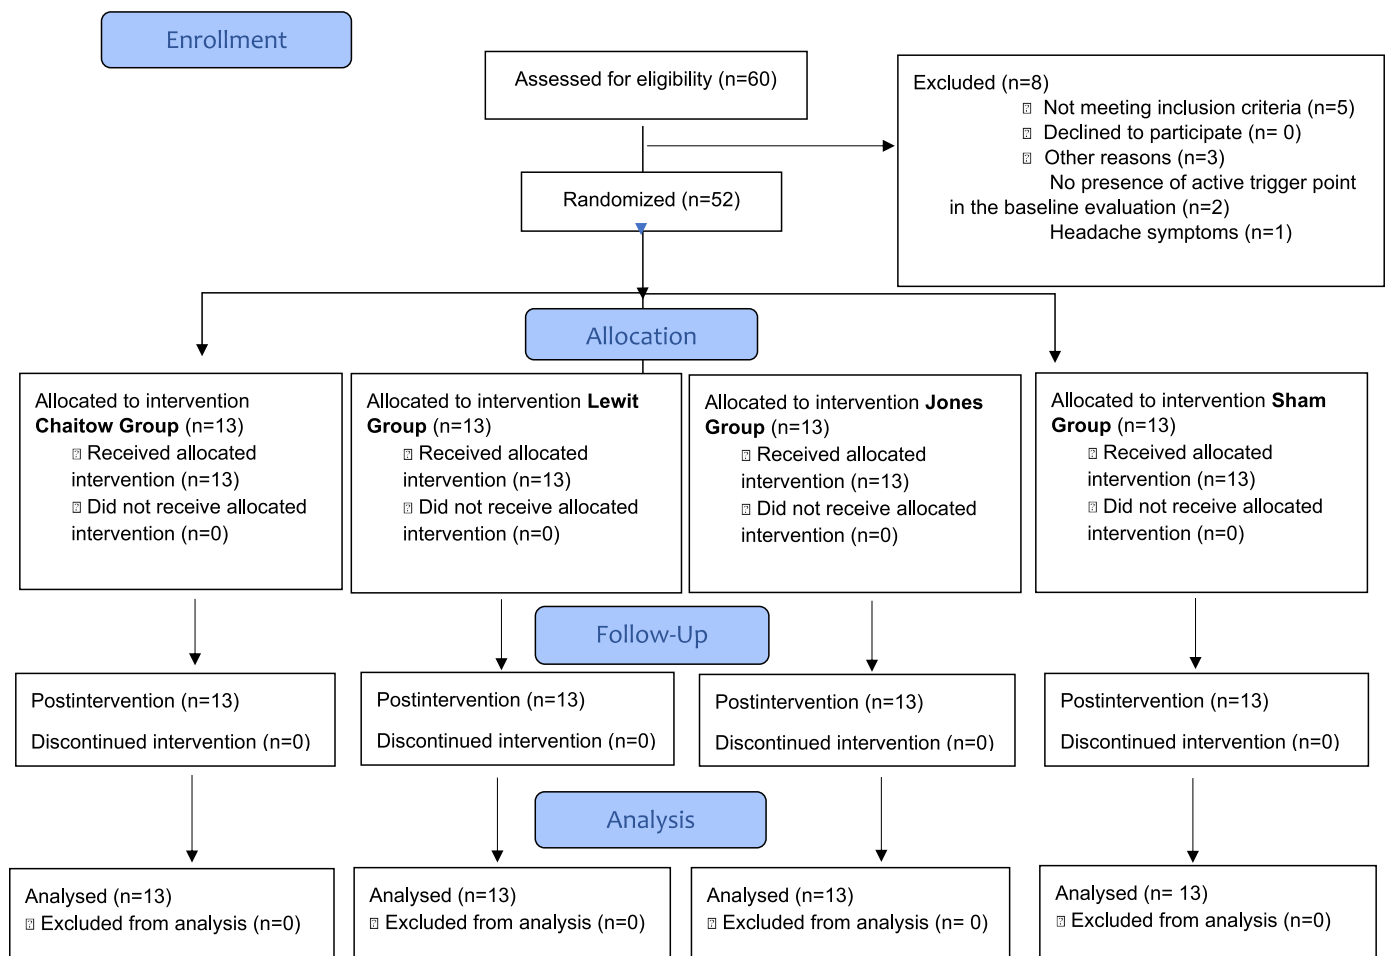 Enrollment
Assessed for eligibility (n=60)
Excluded (n=8)
Not meeting inclusion criteria (n=5)
Declined to participate (n= 0)
Other reasons (n=3)
No presence of active trigger point
in the baseline evaluation (n=2)
Headache symptoms (n=1)
Randomized (n=52)
Allocation
Allocated to intervention
Chaitow Group (n=13)
Received allocated
intervention (n=13)
Did not receive allocated
intervention (n=0)
Allocated to intervention Lewit
Group (n=13)
Received allocated
intervention (n=13)
Did not receive allocated
intervention (n=0)
Allocated to intervention Jones
Group (n=13)
Received allocated
intervention (n=13)
Did not receive allocated
intervention (n=0)
Allocated to intervention Sham
Group (n=13)
Received allocated
intervention (n=13)
Did not receive allocated
intervention (n=0)
Follow-Up
Postintervention (n=13)
Discontinued intervention (n=0)
Postintervention (n=13)
Discontinued intervention (n=0)
Postintervention (n=13)
Discontinued intervention (n=0)
Postintervention (n=13)
Discontinued intervention (n=0)
Analysis
Analysed (n=13)
Excluded from analysis (n=0)
Analysed (n=13)
Excluded from analysis (n=0)
Analysed (n=13)
Excluded from analysis (n= 0)
Analysed (n= 13)
Excluded from analysis (n=0)